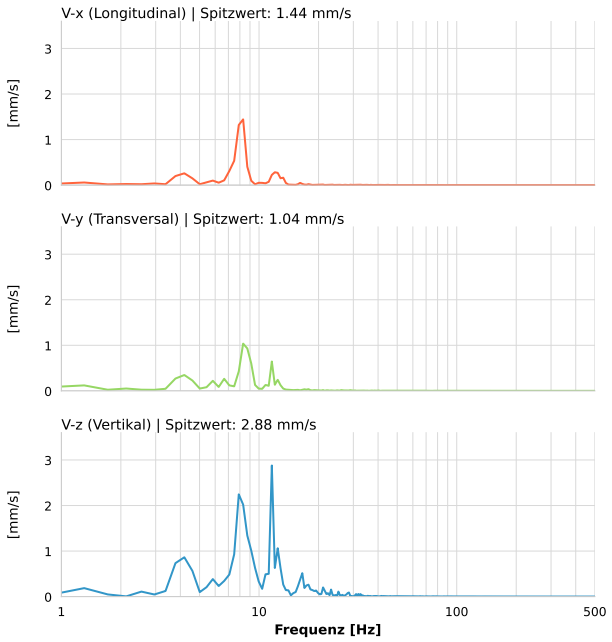 V-x (Longitudinal) | Spitzwert: 1.44 mm/s
3
[mm/s]
2
1
0
V-y (Transversal) | Spitzwert: 1.04 mm/s
3
[mm/s]
2
1
0
V-z (Vertikal) | Spitzwert: 2.88 mm/s
3
[mm/s]
2
1
0
1 10 100 500
Frequenz [Hz]